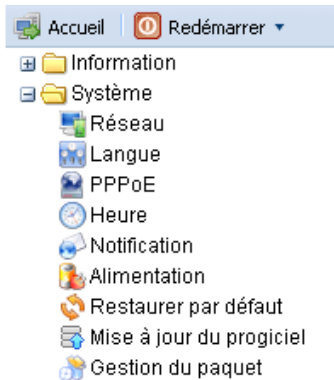 Accueil Redémarrer
Information
Système
Réseau
Langue
PPPoE
Heure
Notification
Alimentation
Restaurer par défaut
Mise à jour du progiciel
Gestion du paquet